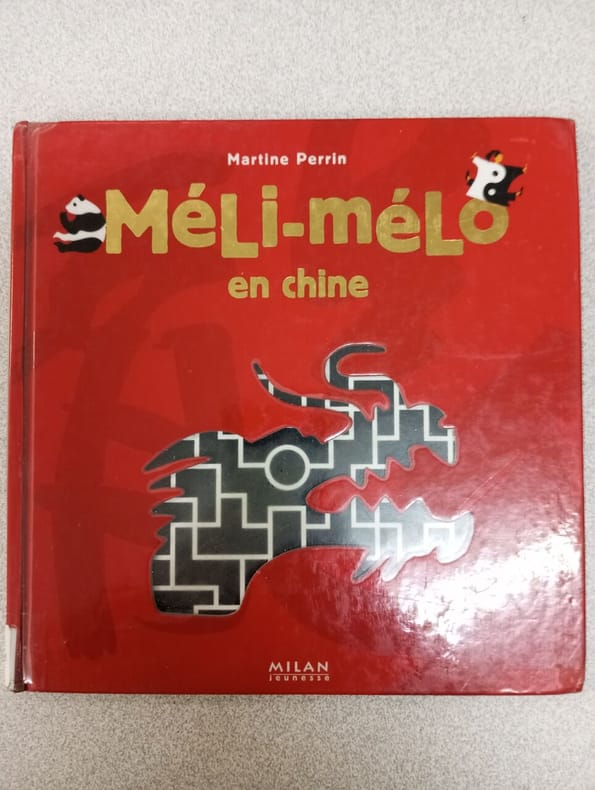 Martine Perrin
MéLi-méLo
en chine
MILAN
jeunesse